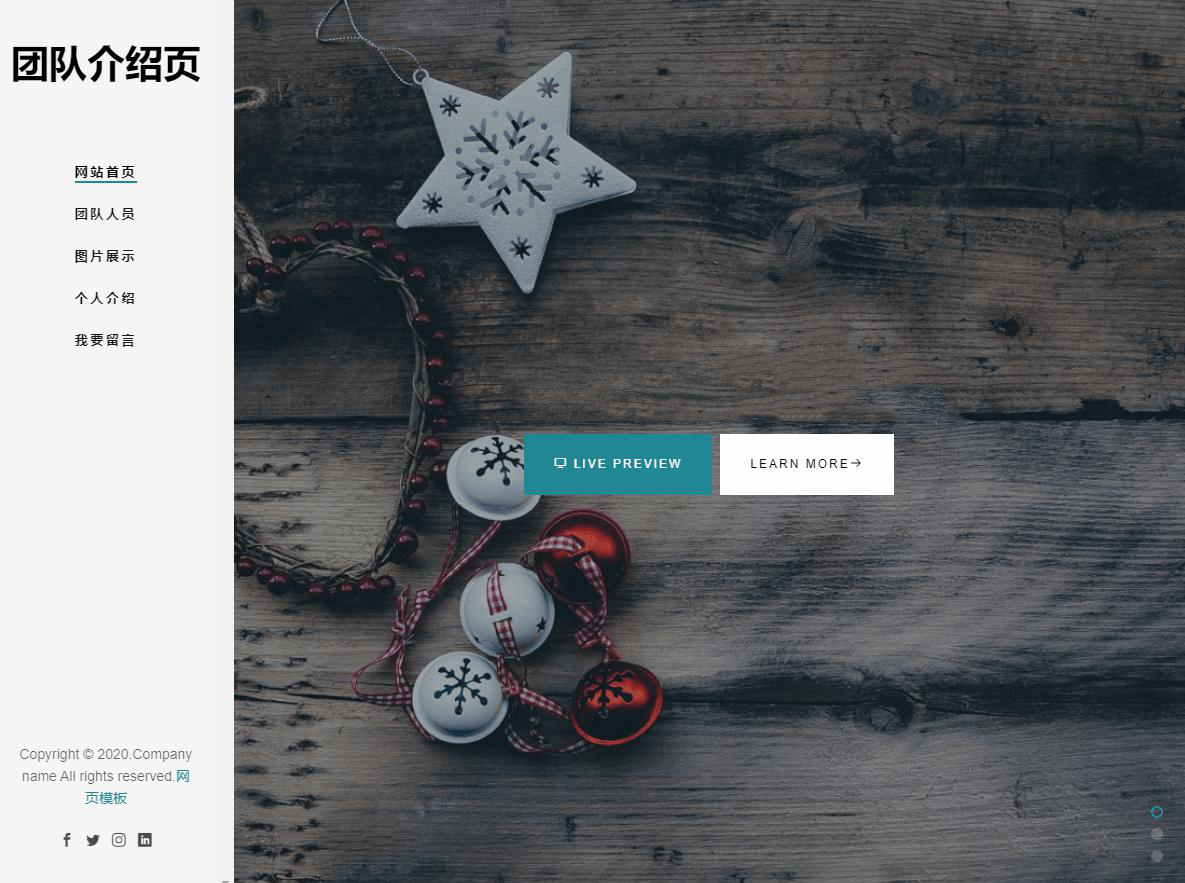 团队介绍页
网站首页
团队人员
图片展示
个人介绍
我要留言
LIVE PREVIEW
LEARN MORE
Copyright © 2020.Company
name All rights reserved.网
页模板